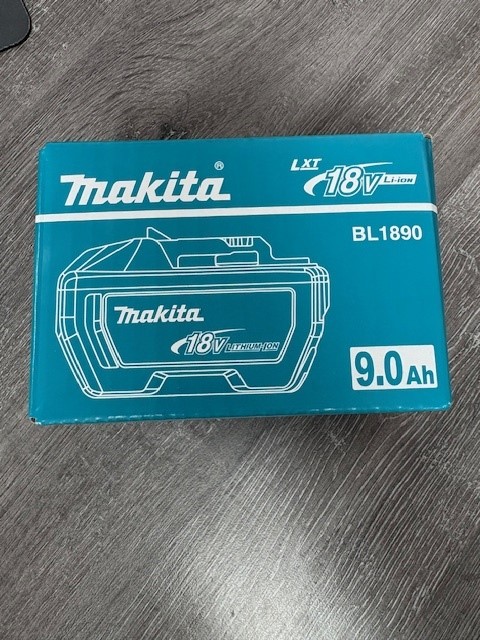 makita®
LXT
18V Li-ion
BL1890
makita
18V LITHIUM-ION
9.0Ah